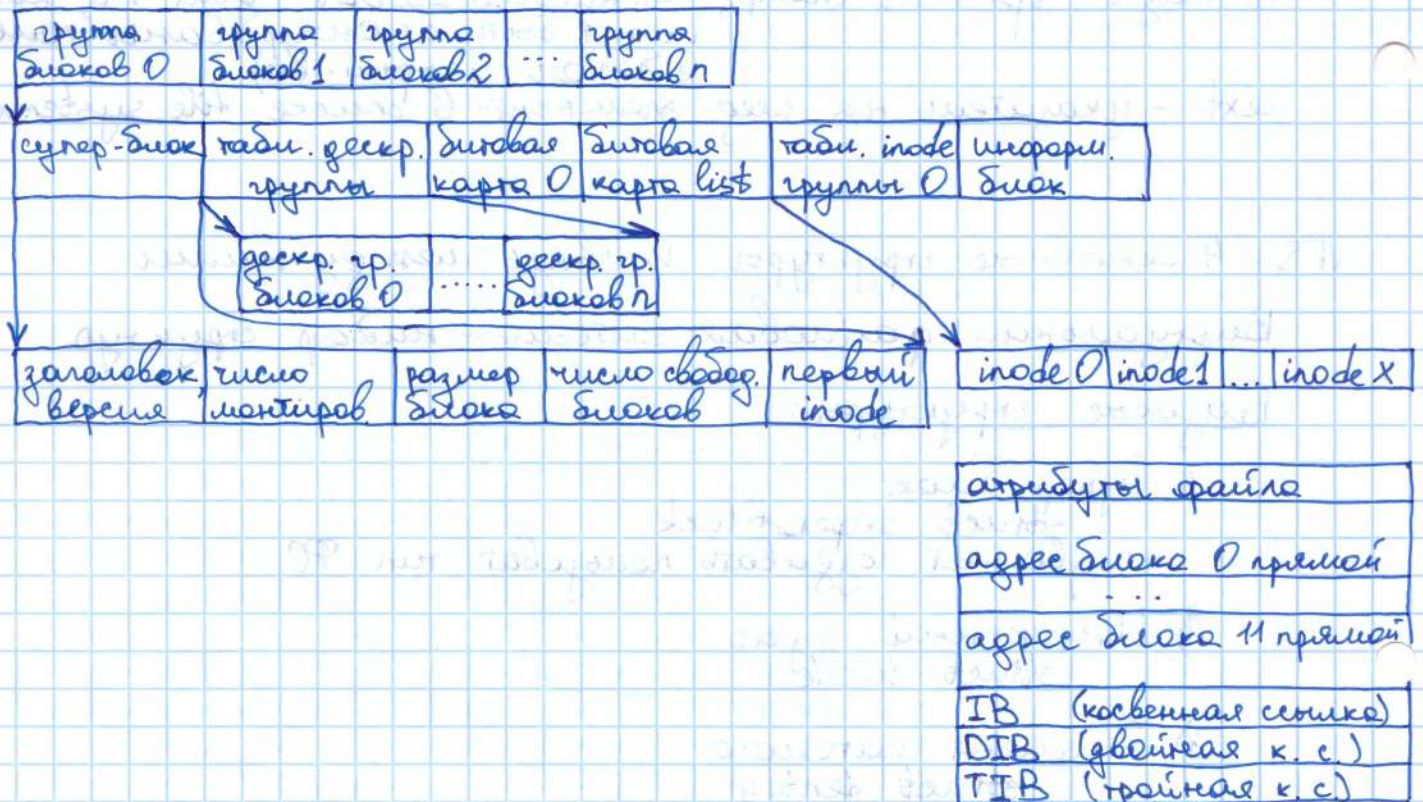 группа группа группа ... группа
блоков 0 блоков 1 блоков 2 блоков n
супер-блок табл. дескр. битовая битовая табл. inode информ.
группы карта 0 карта list группы 0 блок
дескр. гр. ..... дескр. гр.
блоков 0 блоков n
заголовок, число размер число свобод. первый
версия монтиров. блока блоков inode
inode 0 inode 1 ... inode x
атрибуты файла
адрес блока 0 прямой
...
адрес блока 11 прямой
IB (косвенная ссылка)
DIB (двойная к. с.)
TIB (тройная к. с.)